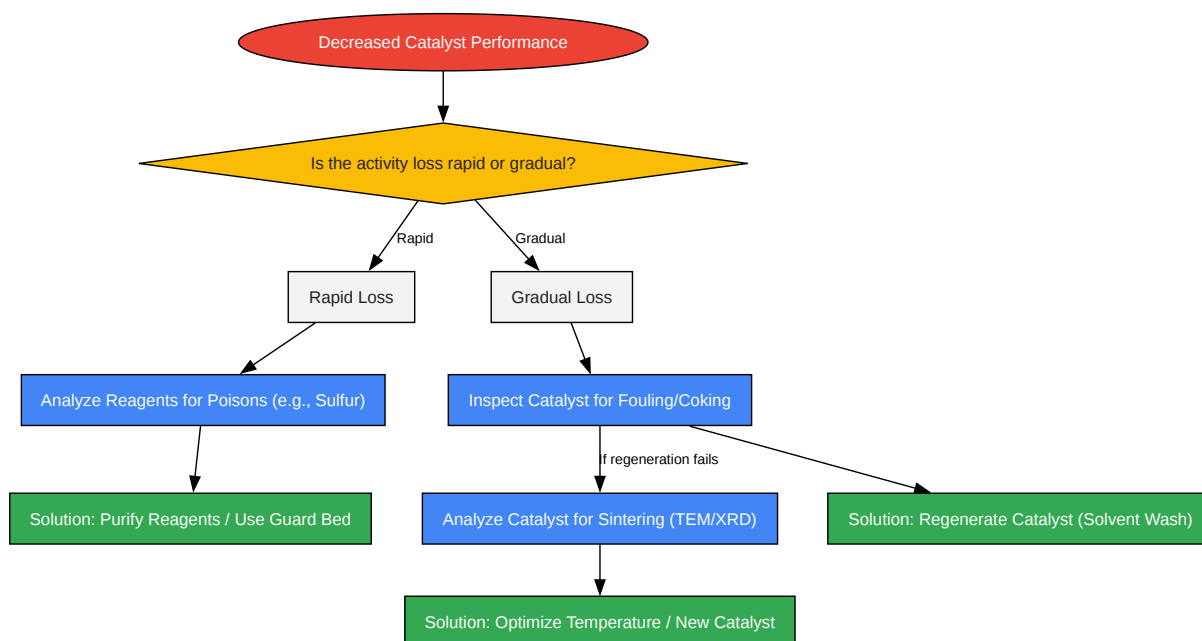 Decreased Catalyst Performance
Is the activity loss rapid or gradual?
Rapid
Gradual
Rapid Loss
Gradual Loss
Analyze Reagents for Poisons (e.g., Sulfur)
Inspect Catalyst for Fouling/Coking
If regeneration fails
Solution: Purify Reagents / Use Guard Bed
Analyze Catalyst for Sintering (TEM/XRD)
Solution: Regenerate Catalyst (Solvent Wash)
Solution: Optimize Temperature / New Catalyst